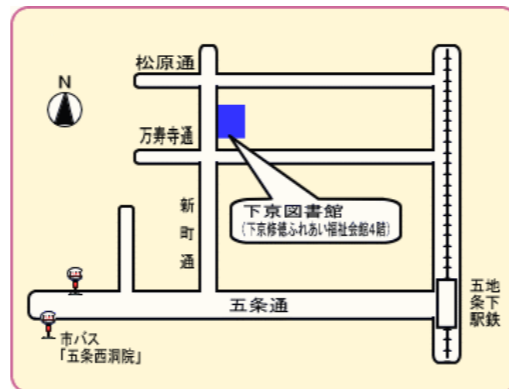 松原通
N
万寿寺通
下京図書館
(下京修徳ふれあい福祉会館4階)
新町通
五条通
地下鉄
五条駅
市バス
「五条西洞院」